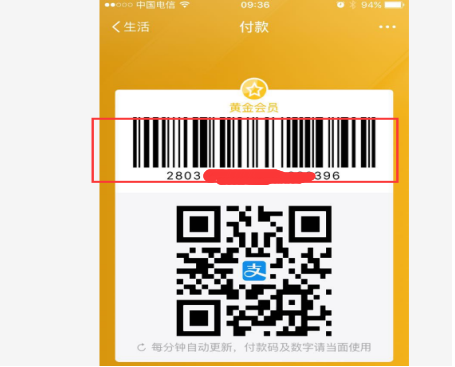 中国电信 09:36 94%
生活 付款 ···
黄金会员
2803 396
支
每分钟自动更新，付款码及数字请当面使用